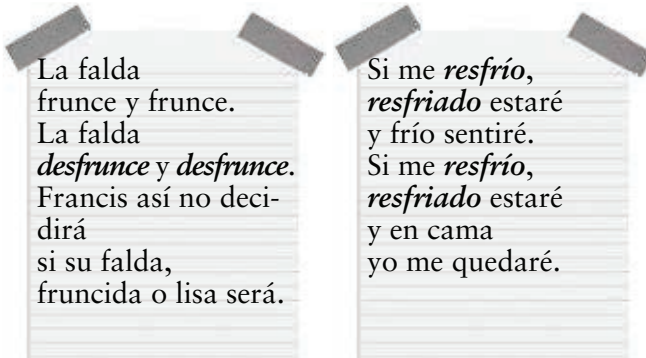 La falda
frunce y frunce.
La falda
desfrunce y desfrunce.
Francis así no deci-
dirá
si su falda,
fruncida o lisa será.
Si me resfrío,
resfriado estaré
y frío sentiré.
Si me resfrío,
resfriado estaré
y en cama
yo me quedaré.